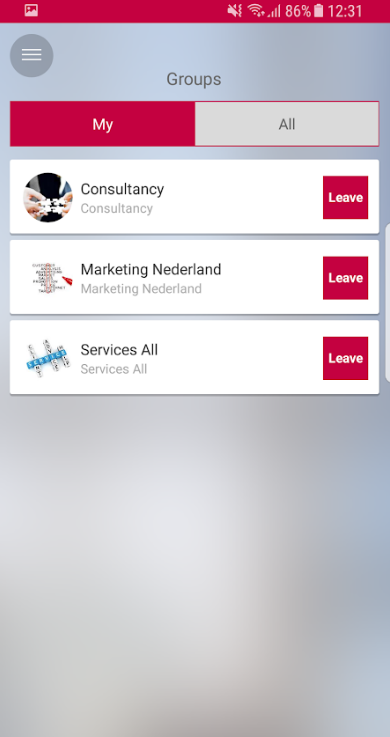 86% 12:31
Groups
My
All
Consultancy
Consultancy
Leave
Marketing Nederland
Marketing Nederland
Leave
SERVICE
Services All
Services All
Leave